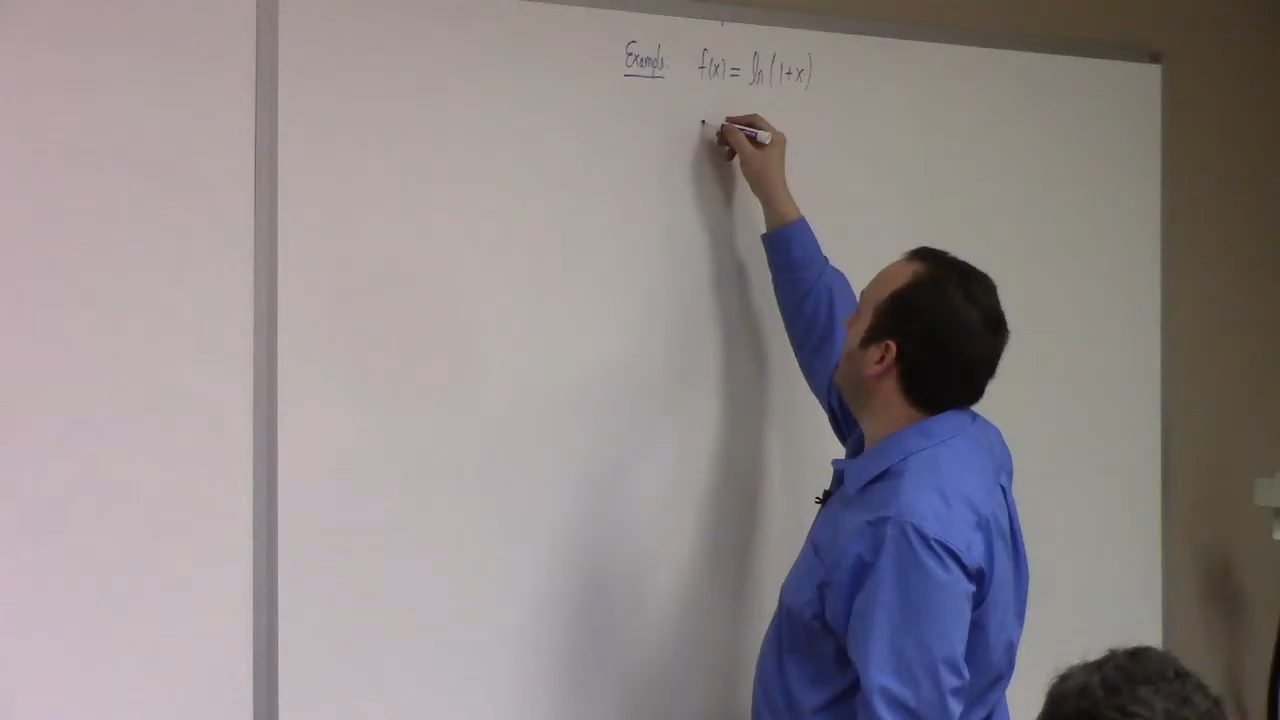 Example. f(x) = ln(1+x)